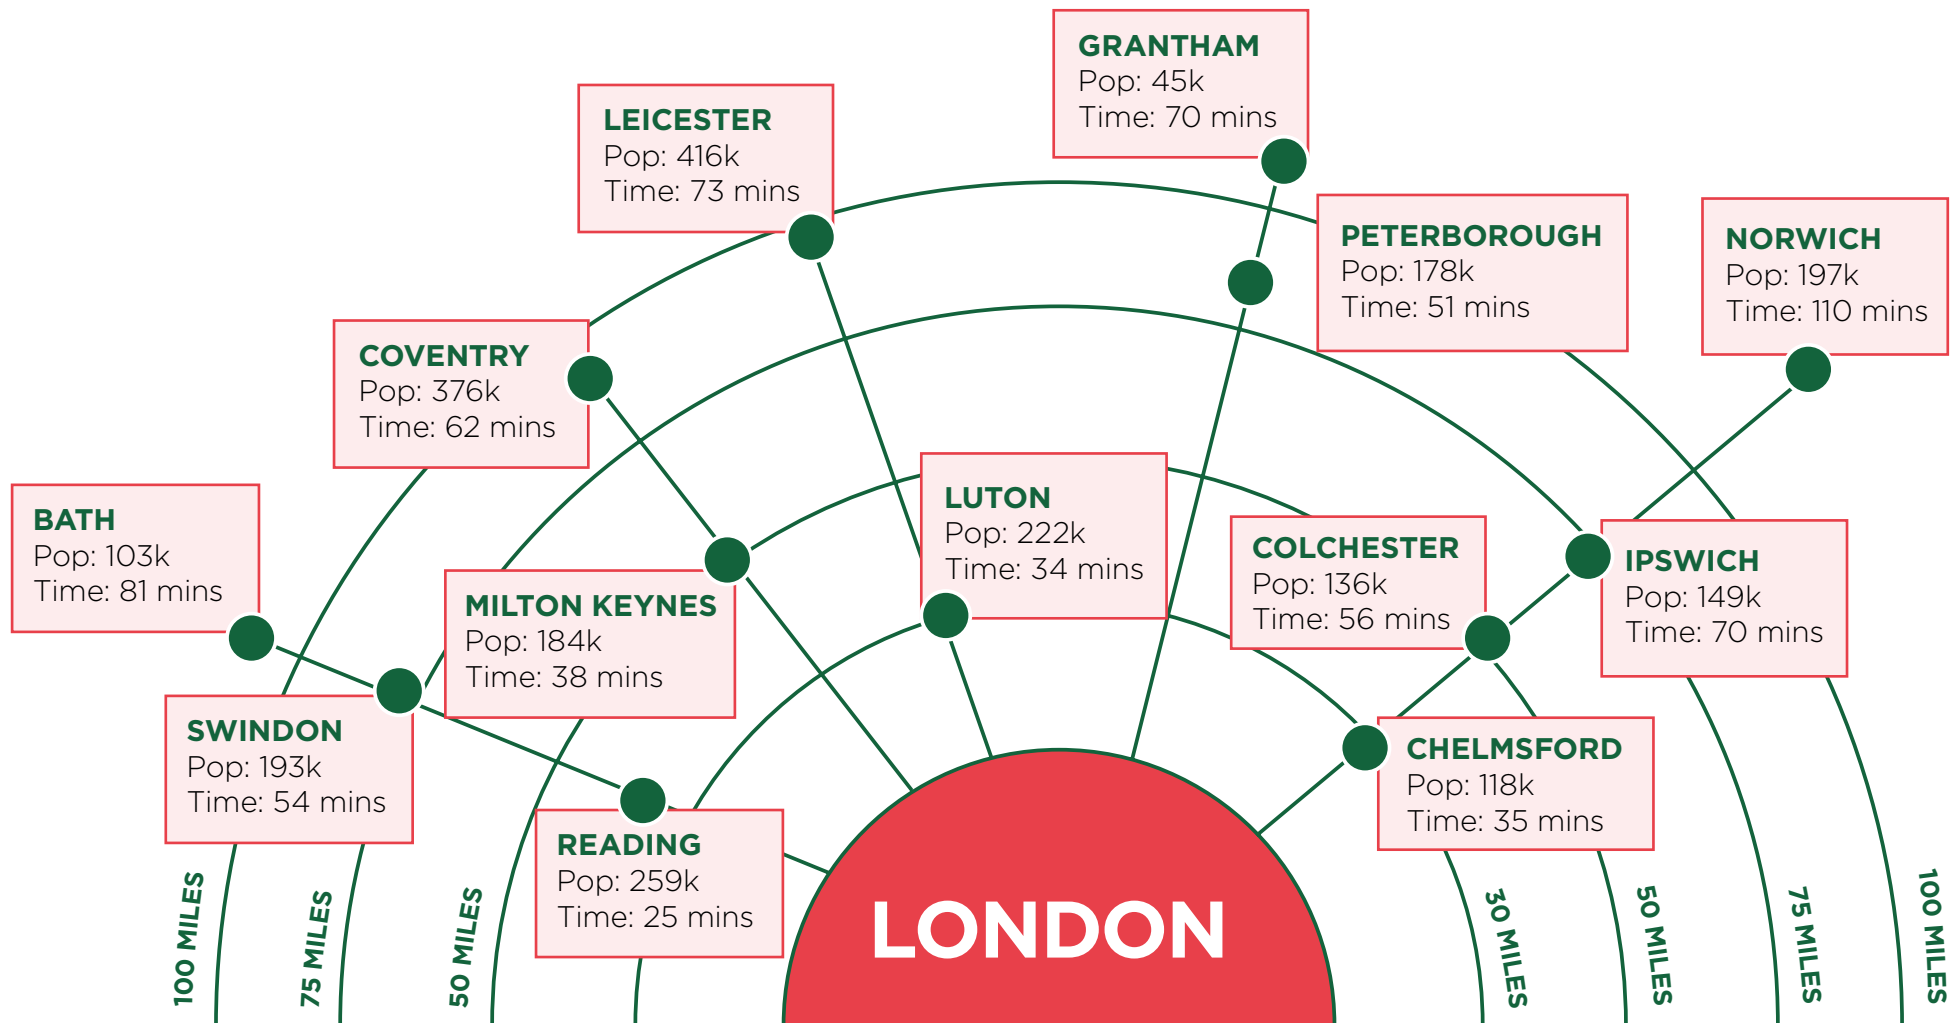 GRANTHAM
Pop: 45k
Time: 70 mins
LEICESTER
Pop: 416k
Time: 73 mins
PETERBOROUGH
Pop: 178k
Time: 51 mins
NORWICH
Pop: 197k
Time: 110 mins
COVENTRY
Pop: 376k
Time: 62 mins
BATH
Pop: 103k
Time: 81 mins
LUTON
Pop: 222k
Time: 34 mins
COLCHESTER
Pop: 136k
Time: 56 mins
IPSWICH
Pop: 149k
Time: 70 mins
MILTON KEYNES
Pop: 184k
Time: 38 mins
SWINDON
Pop: 193k
Time: 54 mins
CHELMSFORD
Pop: 118k
Time: 35 mins
READING
Pop: 259k
Time: 25 mins
LONDON
100 MILES
75 MILES
50 MILES
30 MILES
50 MILES
75 MILES
100 MILES